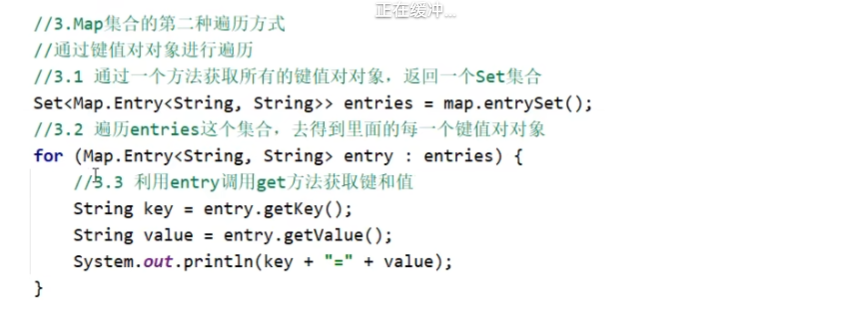 正在缓冲...
//3.Map集合的第二种遍历方式
//通过键值对对象进行遍历
//3.1 通过一个方法获取所有的键值对对象，返回一个Set集合
Set<Map.Entry<String, String>> entries = map.entrySet();
//3.2 遍历entries这个集合，去得到里面的每一个键值对对象
for (Map.Entry<String, String> entry : entries) {
//3.3 利用entry调用get方法获取键和值
String key = entry.getKey();
String value = entry.getValue();
System.out.println(key + "=" + value);
}